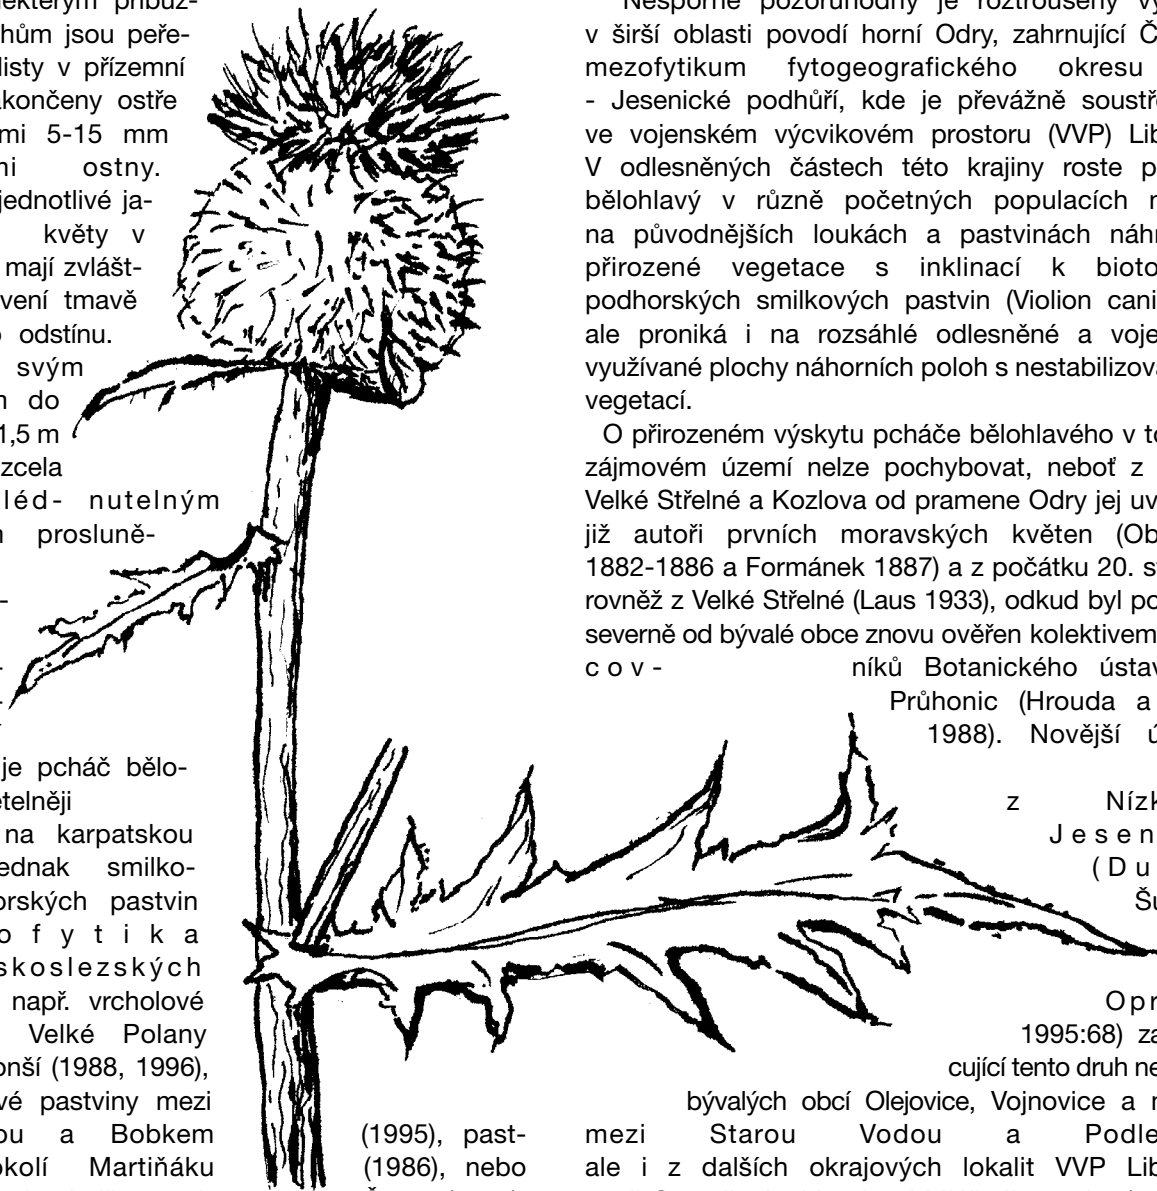 některým příbuz-
hům jsou peře-
listy v přízemní
končeny ostře
mi 5-15 mm
ostny.
jednotlivé ja-
květy v
mají zvlášt-
vení tmavě
odstínu.
svým
do
1,5 m
zcela
léd- nutelným
prosluně-
je pcháč bělo-
etelněji
na karpatskou
ednak smilko-
orských pastvin
ofytika
skoslezských
např. vrcholové
Velké Polany
onší (1988, 1996),
vé pastviny mezi
ou a Bobkem
okolí Martiňáku
(1995), past-
(1986), nebo
Nesporně pozoruhodný je roztroušený vý
v širší oblasti povodí horní Odry, zahrnující Č
mezofytikum fytogeografického okresu
- Jesenické podhůří, kde je převážně soustř
ve vojenském výcvikovém prostoru (VVP) Lib
V odlesněných částech této krajiny roste p
bělohlavý v různě početných populacích n
na původnějších loukách a pastvinách náhr
přirozené vegetace s inklinací k bioto
podhorských smilkových pastvin (Violion cani
ale proniká i na rozsáhlé odlesněné a voje
využívané plochy náhorních poloh s nestabilizova
vegetací.
O přirozeném výskytu pcháče bělohlavého v to
zájmovém území nelze pochybovat, neboť z
Velké Střelné a Kozlova od pramene Odry jej uv
již autoři prvních moravských květen (Ob
1882-1886 a Formánek 1887) a z počátku 20. st
rovněž z Velké Střelné (Laus 1933), odkud byl po
severně od bývalé obce znovu ověřen kolektivem
cov- níků Botanického ústav
Průhonic (Hrouda a
1988). Novější ú
z Nízk
Jesen
(Du
Šu
Opr
1995:68) za
cující tento druh ne
bývalých obcí Olejovice, Vojnovice a n
mezi Starou Vodou a Podle
ale i z dalších okrajových lokalit VVP Lib